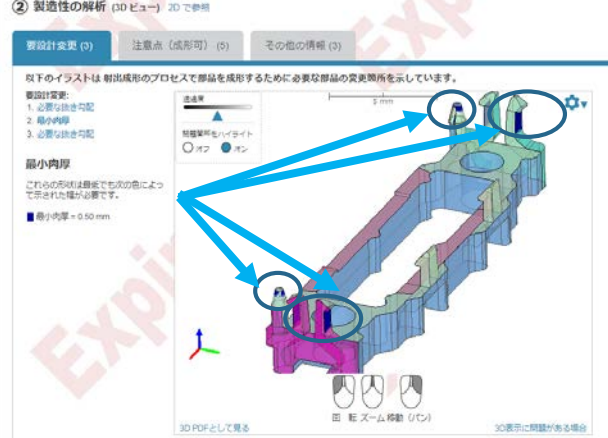 ② 製造性の解析 (3D ビュー) 2D で参照
要設計変更 (3)
注意点（成形可）(5)
その他の情報 (3)
以下のイラストは 射出成形のプロセスで部品を成形するために必要な部品の変更箇所を示しています。
要設計変更:
1. 必要な抜き勾配
2. 最小肉厚
3. 必要な抜き勾配
最小肉厚
これらの形状は最低でも次の色によっ
て示された幅が必要です。
最小肉厚 = 0.50 mm
透過度
問題箇所をハイライト
オフ オン
5 mm
回 転 ズーム 移動 (パン)
3D PDFとして見る
3D表示に問題がある場合
Expi
Expir